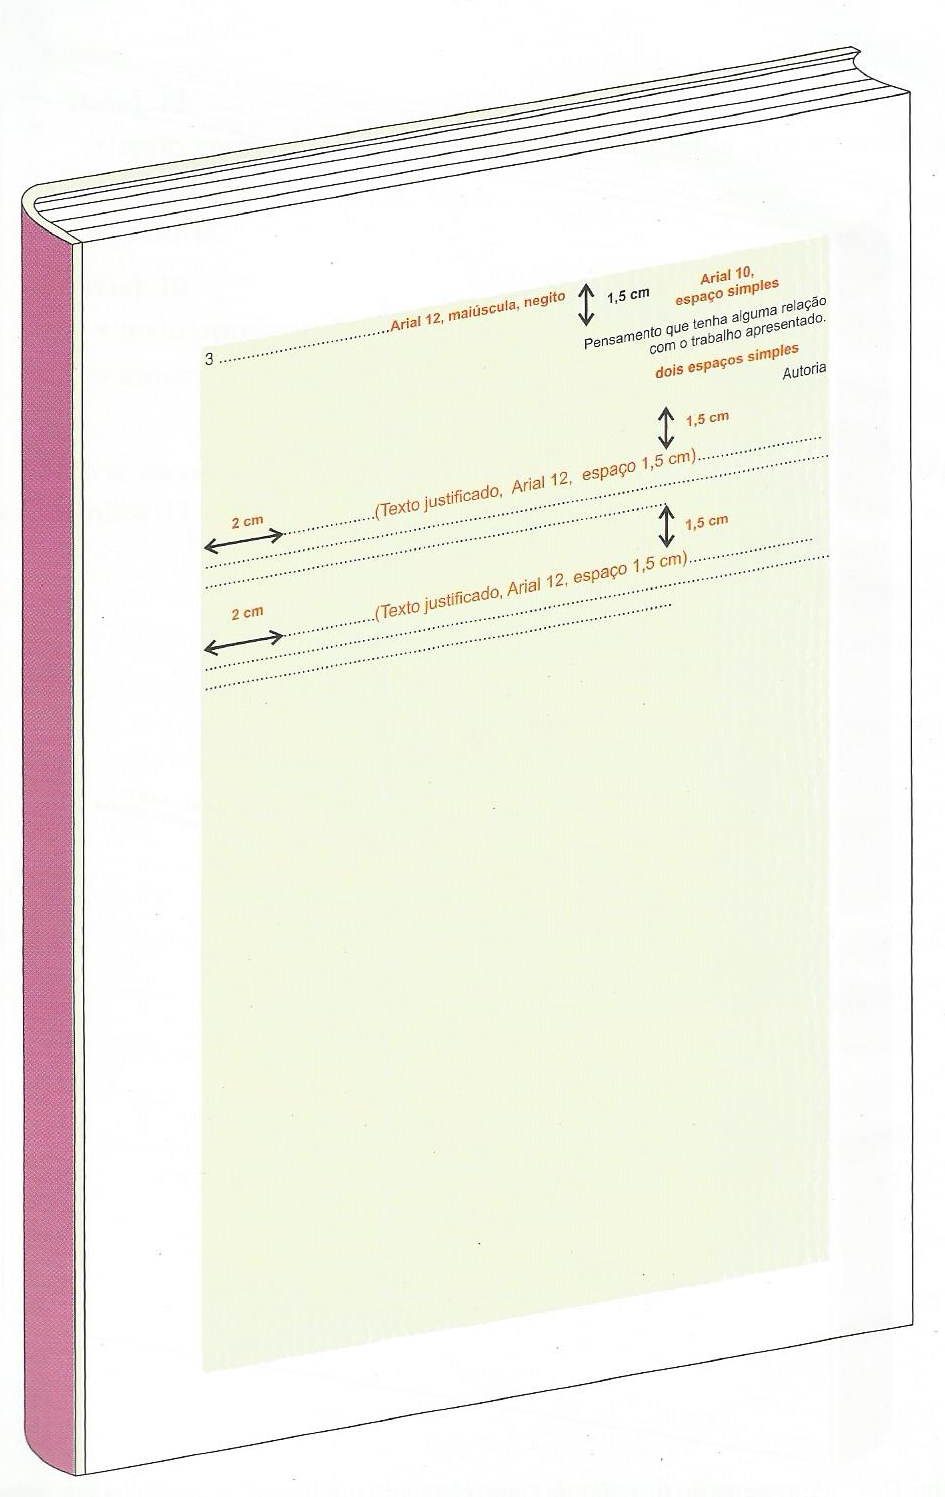 Arial 10,
espaço simples
3 ........................Arial 12, maiúscula, negito
1,5 cm
Pensamento que tenha alguma relação
com o trabalho apresentado.
dois espaços simples
Autoria
1,5 cm
2 cm
....................(Texto justificado, Arial 12, espaço 1,5 cm)....................
1,5 cm
2 cm
....................(Texto justificado, Arial 12, espaço 1,5 cm)....................